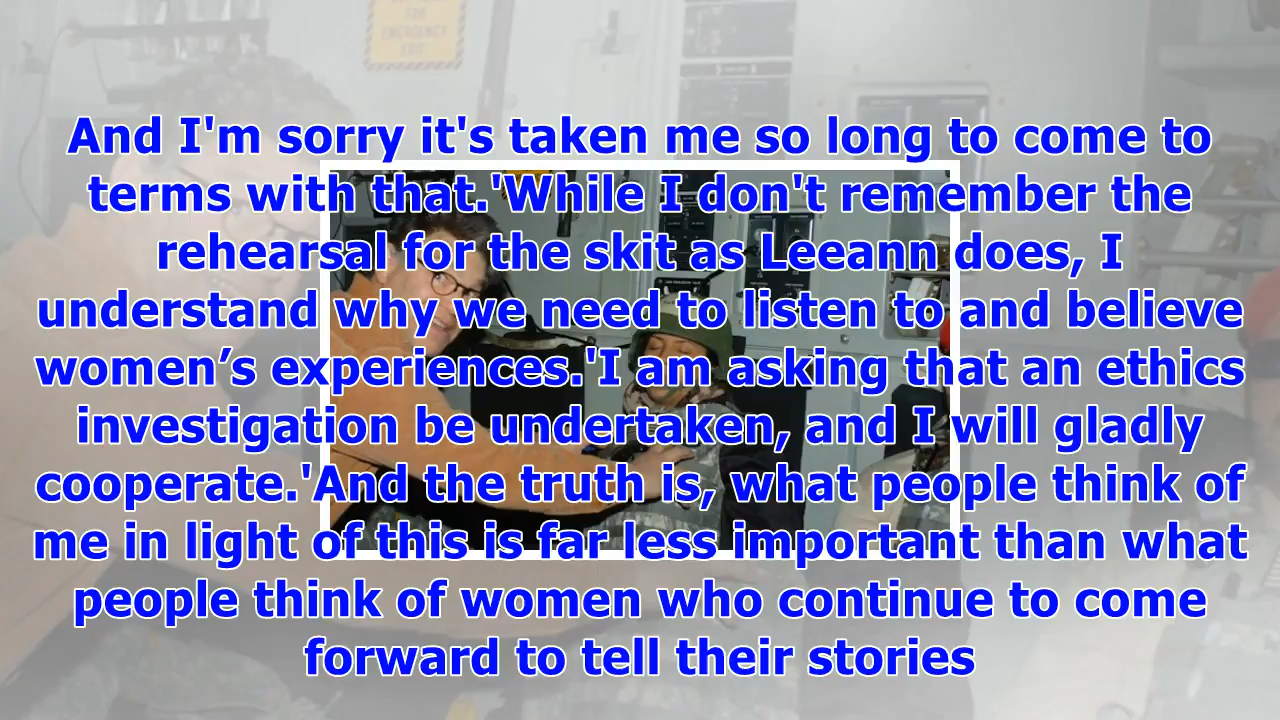 FOR
EMERGENCY
And I'm sorry it's taken me so long to come to
terms with that.'While I don't remember the
rehearsal for the skit as Leeann does, I
understand why we need to listen to and believe
women’s experiences.'I am asking that an ethics
investigation be undertaken, and I will gladly
cooperate.'And the truth is, what people think of
me in light of this is far less important than what
people think of women who continue to come
forward to tell their stories